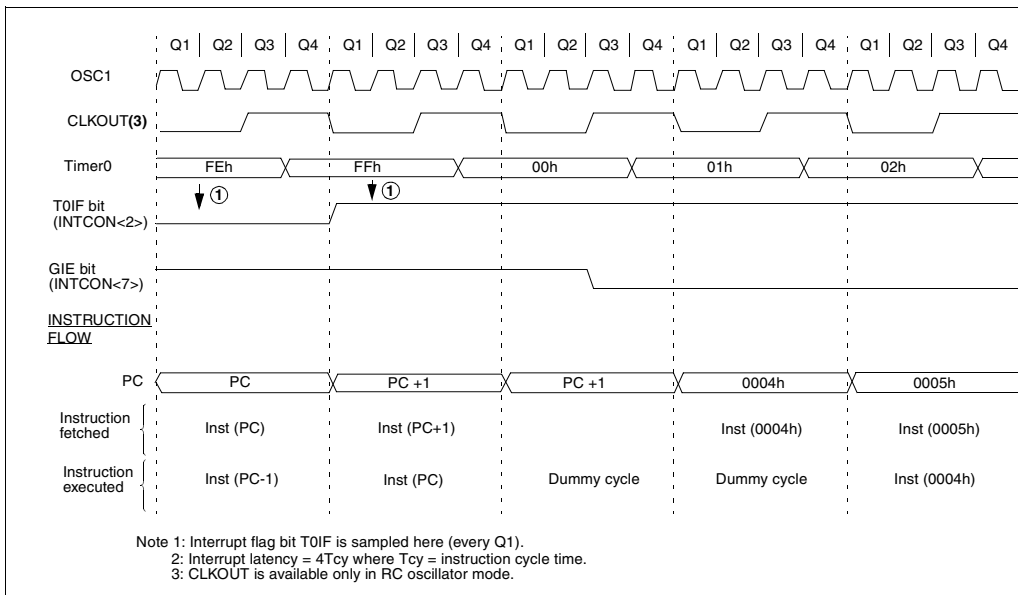 Q1 Q2 Q3 Q4 Q1 Q2 Q3 Q4 Q1 Q2 Q3 Q4 Q1 Q2 Q3 Q4 Q1 Q2 Q3 Q4
OSC1
CLKOUT(3)
Timer0 FEh FFh 00h 01h 02h
1 1
T0IF bit
(INTCON<2>)
GIE bit
(INTCON<7>)
INSTRUCTION
FLOW
PC PC PC +1 PC +1 0004h 0005h
Instruction
fetched
Inst (PC) Inst (PC+1) Inst (0004h) Inst (0005h)
Instruction
executed
Inst (PC-1) Inst (PC) Dummy cycle Dummy cycle Inst (0004h)
Note 1: Interrupt flag bit T0IF is sampled here (every Q1).
2: Interrupt latency = 4Tcy where Tcy = instruction cycle time.
3: CLKOUT is available only in RC oscillator mode.